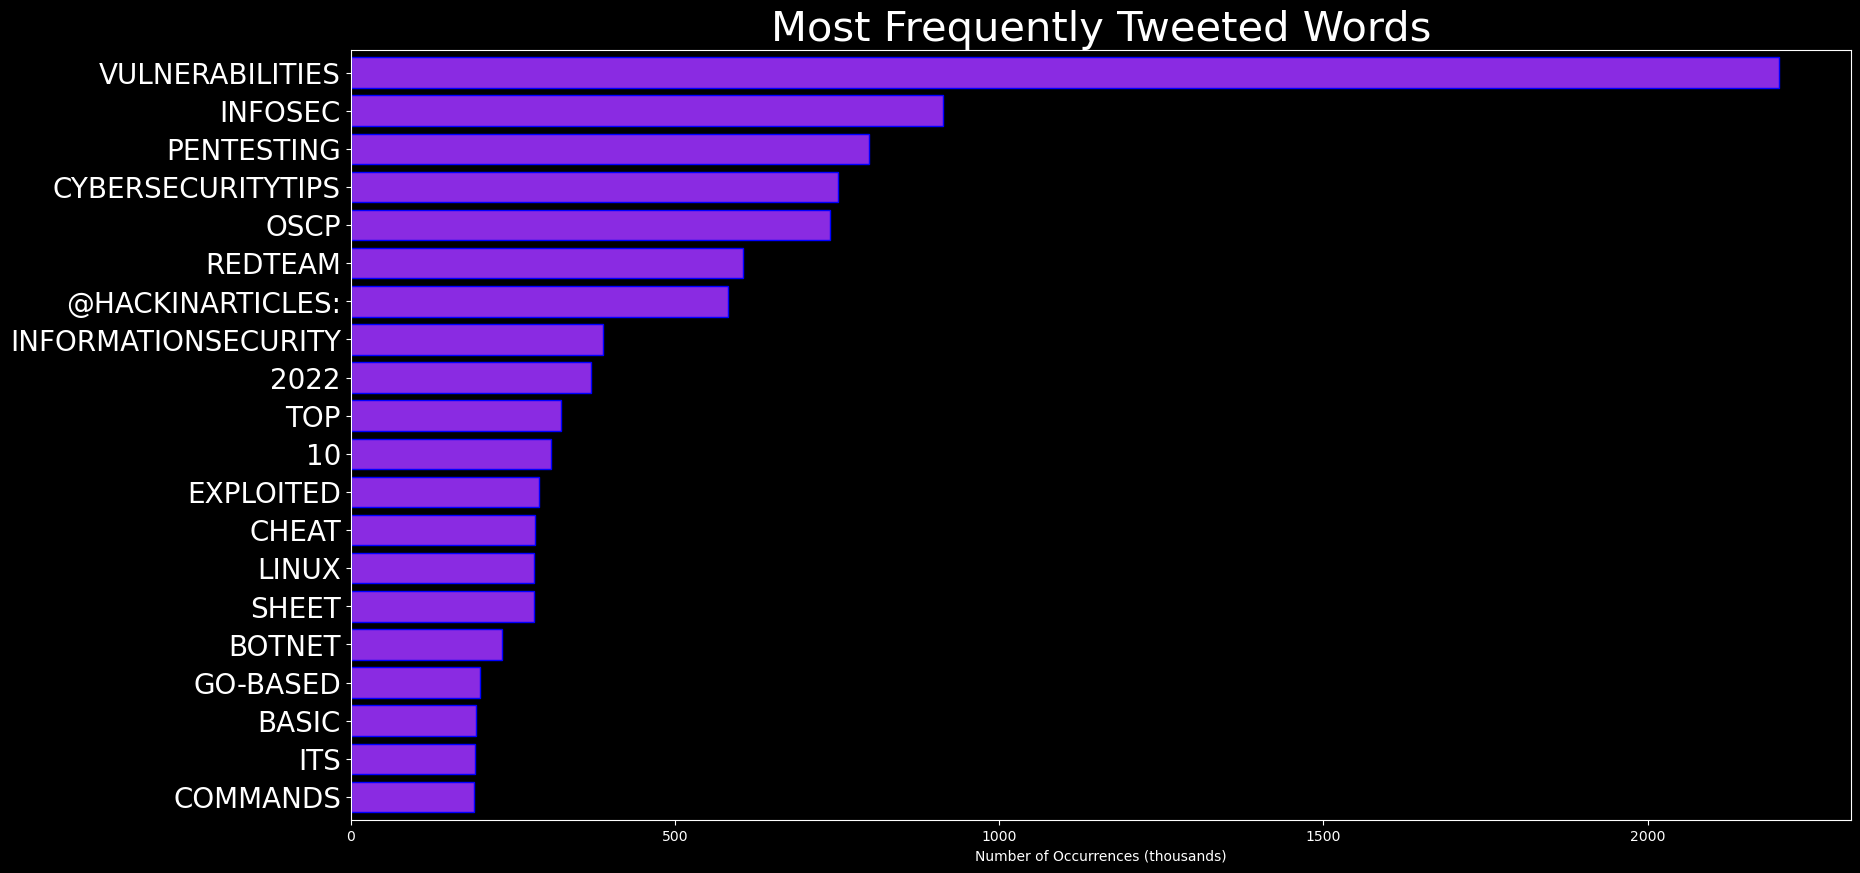 Most Frequently Tweeted Words
VULNERABILITIES
INFOSEC
PENTESTING
CYBERSECURITYTIPS
OSCP
REDTEAM
@HACKINARTICLES:
INFORMATIONSECURITY
2022
TOP
10
EXPLOITED
CHEAT
LINUX
SHEET
BOTNET
GO-BASED
BASIC
ITS
COMMANDS
0 500 1000 1500 2000
Number of Occurrences (thousands)